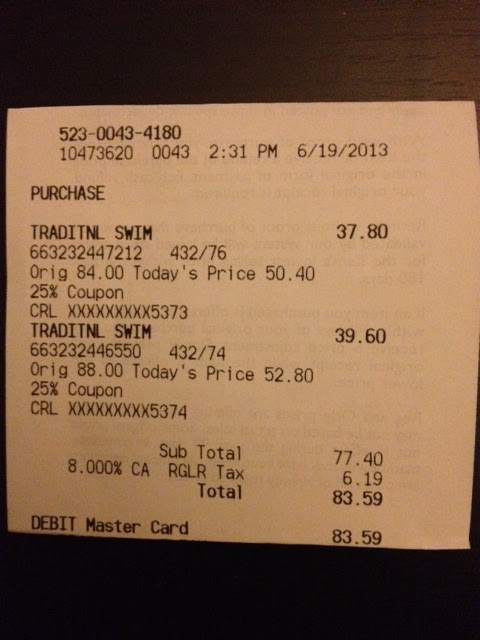 523-0043-4180
10473620 0043 2:31 PM 6/19/2013
PURCHASE
TRADITNL SWIM 37.80
663232447212 432/76
Orig 84.00 Today's Price 50.40
25% Coupon
CRL XXXXXXXXX5373
TRADITNL SWIM 39.60
663232446550 432/74
Orig 88.00 Today's Price 52.80
25% Coupon
CRL XXXXXXXXX5374
Sub Total 77.40
8.000% CA RGLR Tax 6.19
Total 83.59
DEBIT Master Card 83.59